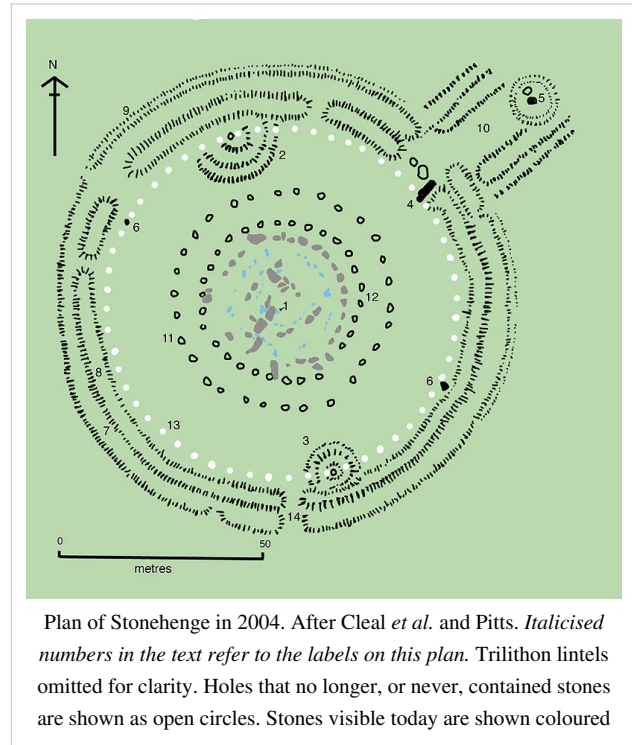 N
9
10
5
2
4
6
1
12
11
6
8
13
3
7
14
0
50
metres
Plan of Stonehenge in 2004. After Cleal et al. and Pitts. Italicised
numbers in the text refer to the labels on this plan. Trilithon lintels
omitted for clarity. Holes that no longer, or never, contained stones
are shown as open circles. Stones visible today are shown coloured